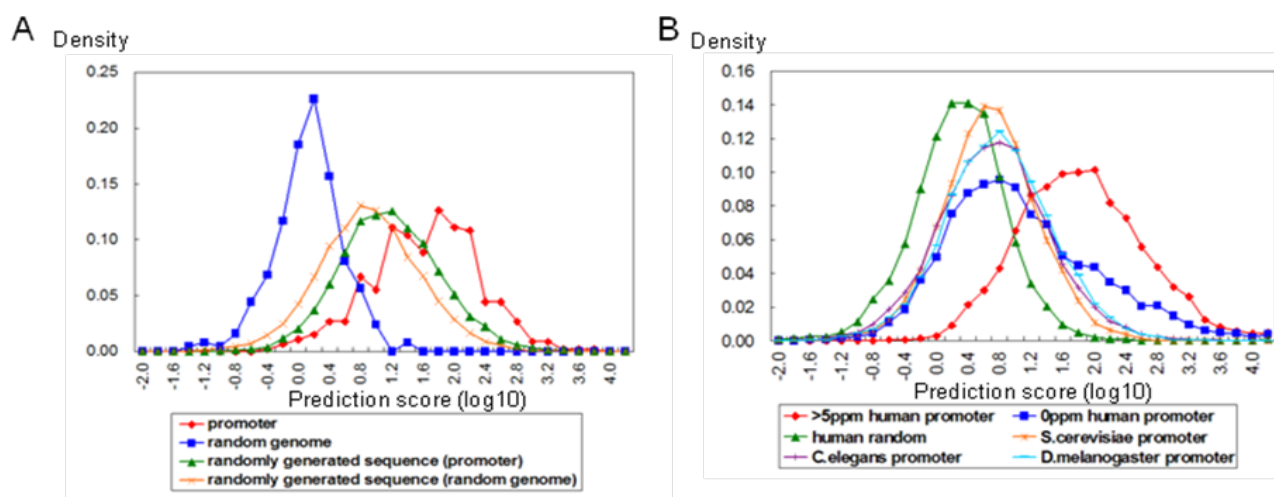 A
Density
0.25
0.20
0.15
0.10
0.05
0.00
-2.0 -1.6 -1.2 -0.8 -0.4 0.0 0.4 0.8 1.2 1.6 2.0 2.4 2.8 3.2 3.6 4.0
Prediction score (log10)
promoter
random genome
randomly generated sequence (promoter)
randomly generated sequence (random genome)
B
Density
0.16
0.14
0.12
0.10
0.08
0.06
0.04
0.02
0.00
-2.0 -1.6 -1.2 -0.8 -0.4 0.0 0.4 0.8 1.2 1.6 2.0 2.4 2.8 3.2 3.6 4.0
Prediction score (log10)
>5ppm human promoter 0ppm human promoter
human random S.cerevisiae promoter
C.elegans promoter D.melanogaster promoter